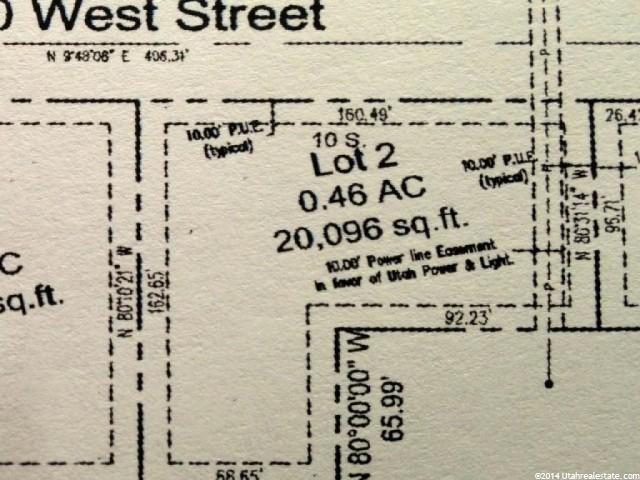 0 West Street
N 9°48'06" E 406.31'
160.49'
26.4
10.00' P.U.E.
(typical)
10 S.
Lot 2
0.46 AC
20,096 sq.ft.
10.00' P.U.E.
(typical)
10.00' Power line Easement
in favor of Utah Power & Light.
N 80°31'14" W
95.71'
C
sq.ft.
N 80°10'21" W
162.65'
92.23'
N 80°00'00" W
65.99'
68.65'
P
P
P
©2014 Utahrealestate.com